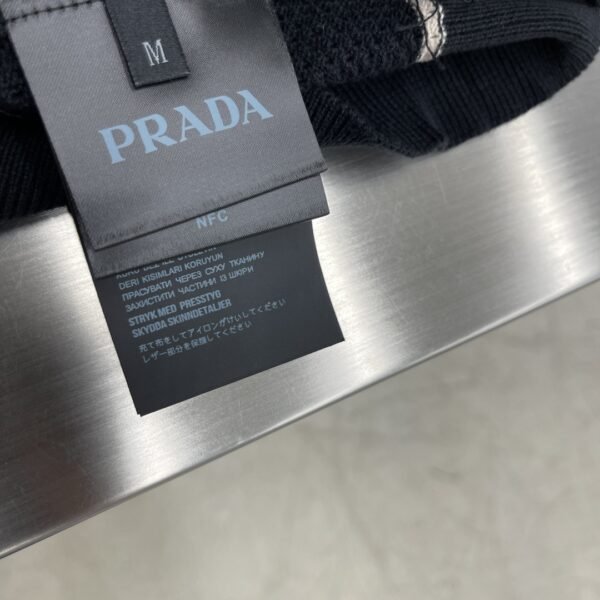 M
PRADA
NFC
DERI KISIMLARI KORUYUN
ПРАСУВАТИ ЧЕРЕЗ СУХУ ТКАНИНУ
ЗАХИСТИТИ ЧАСТИНИ ІЗ ШКІРИ
STRYK MED PRESSTYG
SKYDDA SKINNDETALJER
充て布をしてアイロンがけしてください
レザー部分を保護してください